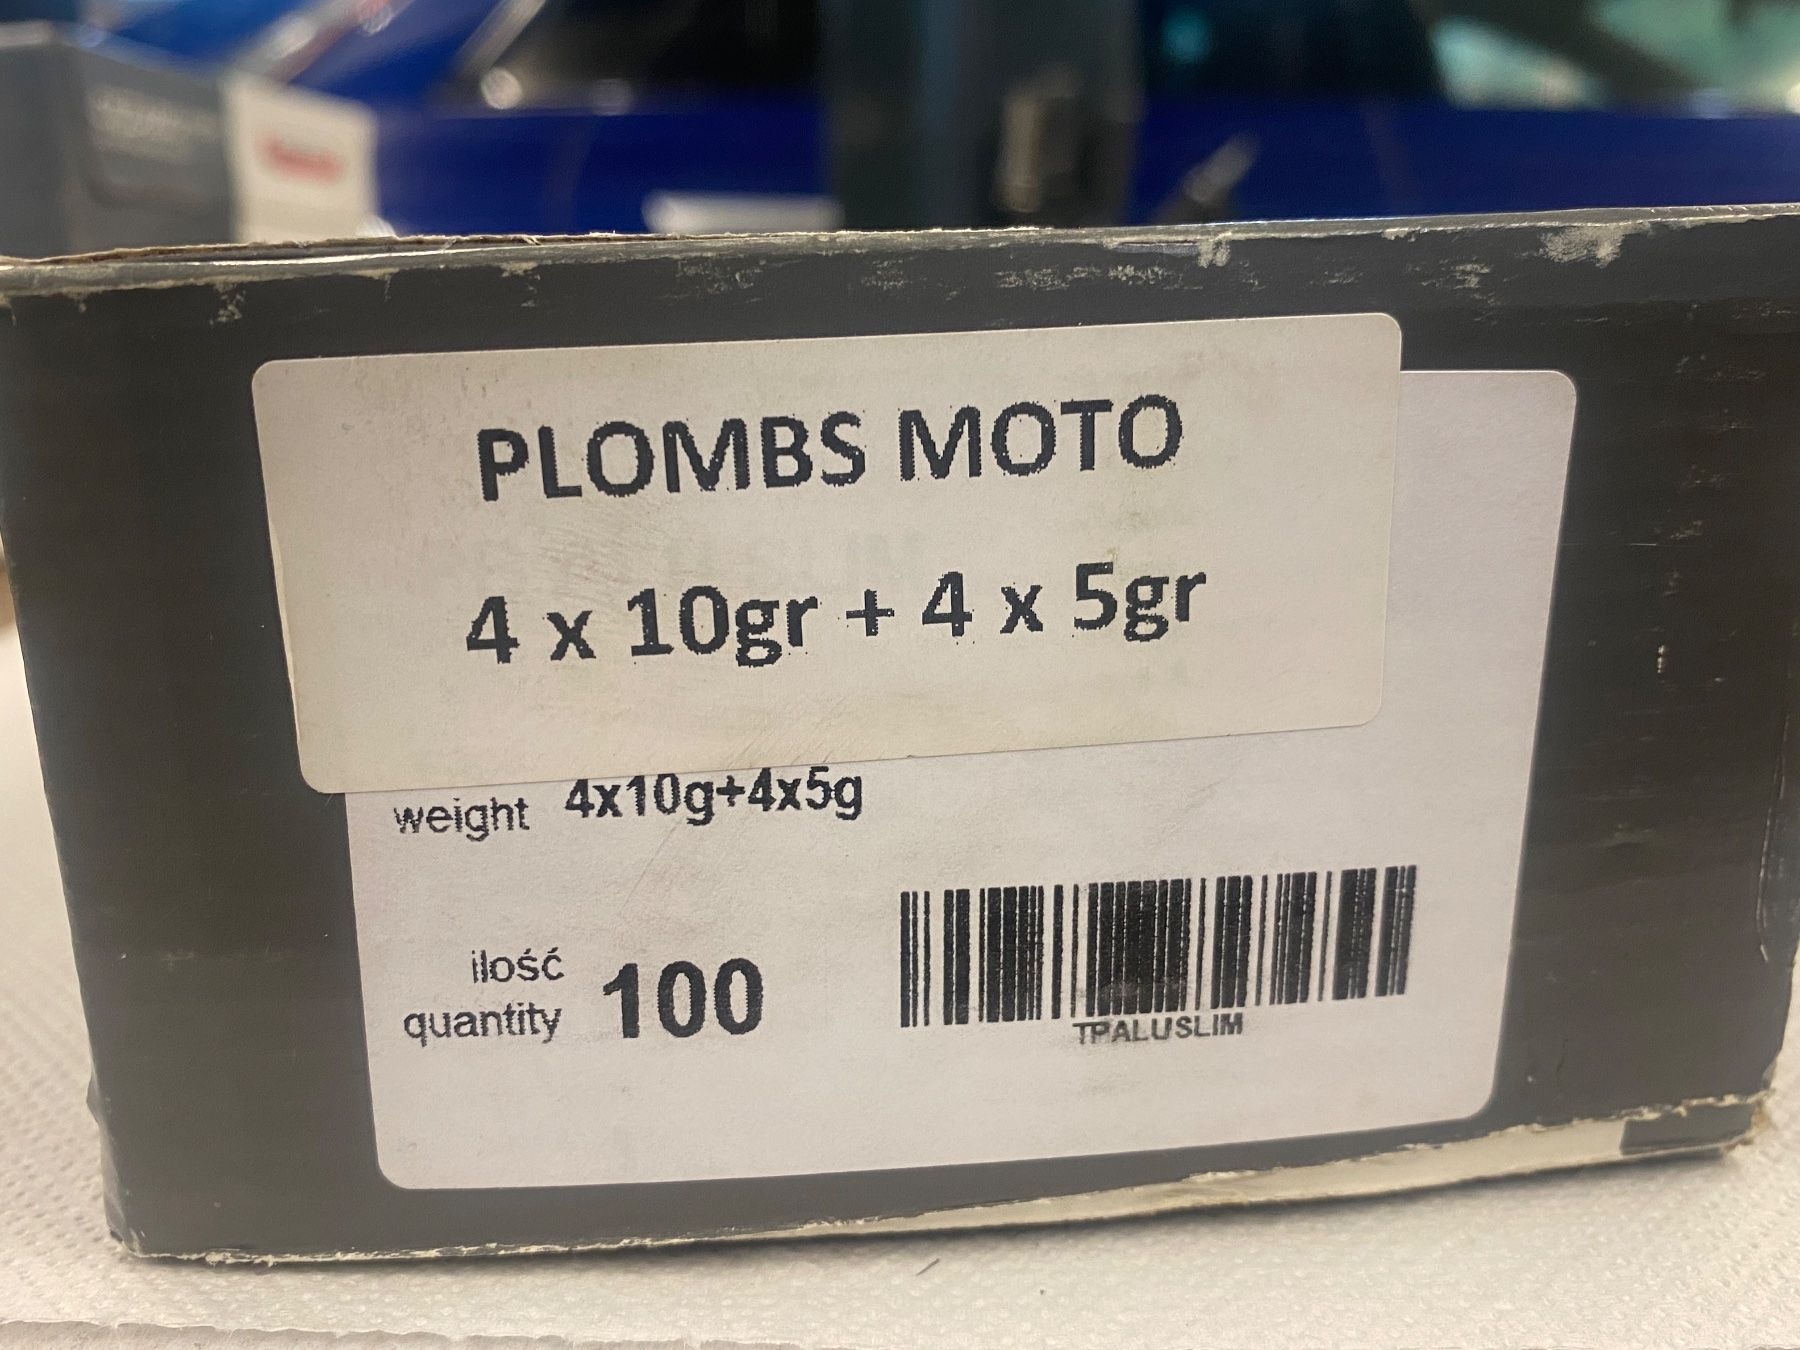 PLOMBS MOTO
4 x 10gr + 4 x 5gr
weight 4x10g+4x5g
ilość
quantity 100
TPALUSLIM